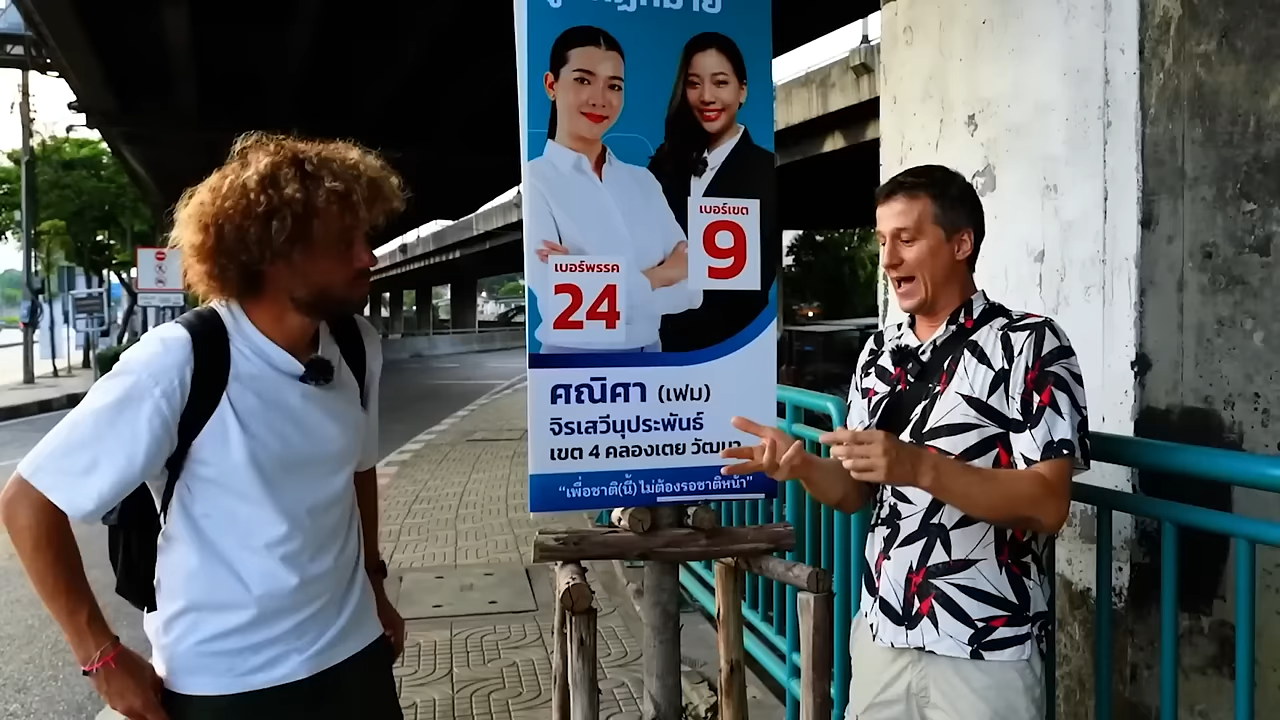 เบอร์เขต
9
เบอร์พรรค
24
ศณิศา (เฟม)
จิรเสวีนุประพันธ์
เขต 4 คลองเตย วัฒนา
“เพื่อชาติ(นี้) ไม่ต้องรอชาติหน้า”